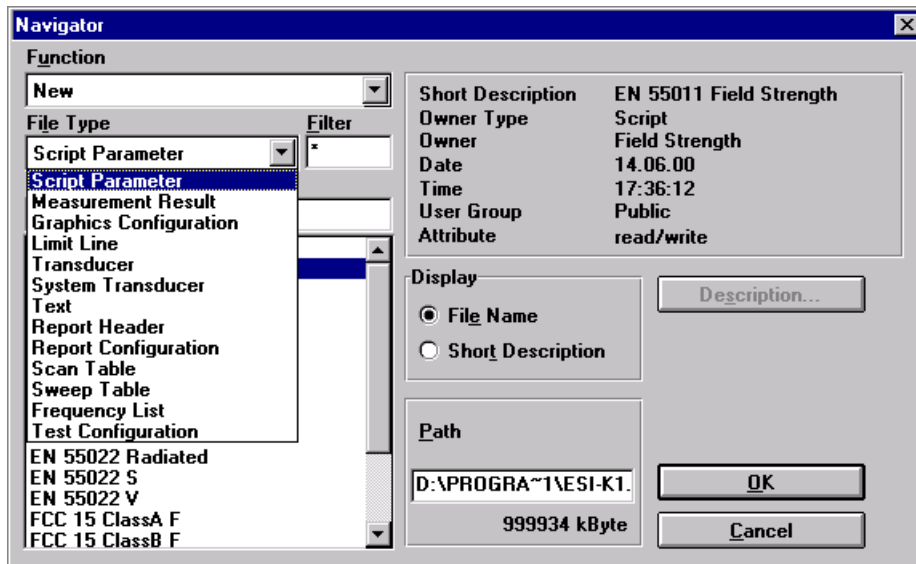 Navigator
Function
New
File Type
Filter
Script Parameter
*
Script Parameter
Measurement Result
Graphics Configuration
Limit Line
Transducer
System Transducer
Text
Report Header
Report Configuration
Scan Table
Sweep Table
Frequency List
Test Configuration
EN 55022 Radiated
EN 55022 S
EN 55022 V
FCC 15 ClassA F
FCC 15 ClassB F
Short Description EN 55011 Field Strength
Owner Type Script
Owner Field Strength
Date 14.06.00
Time 17:36:12
User Group Public
Attribute read/write
Display
File Name
Short Description
Description...
Path
D:\PROGRA~1\ESI-K1.
999934 kByte
OK
Cancel